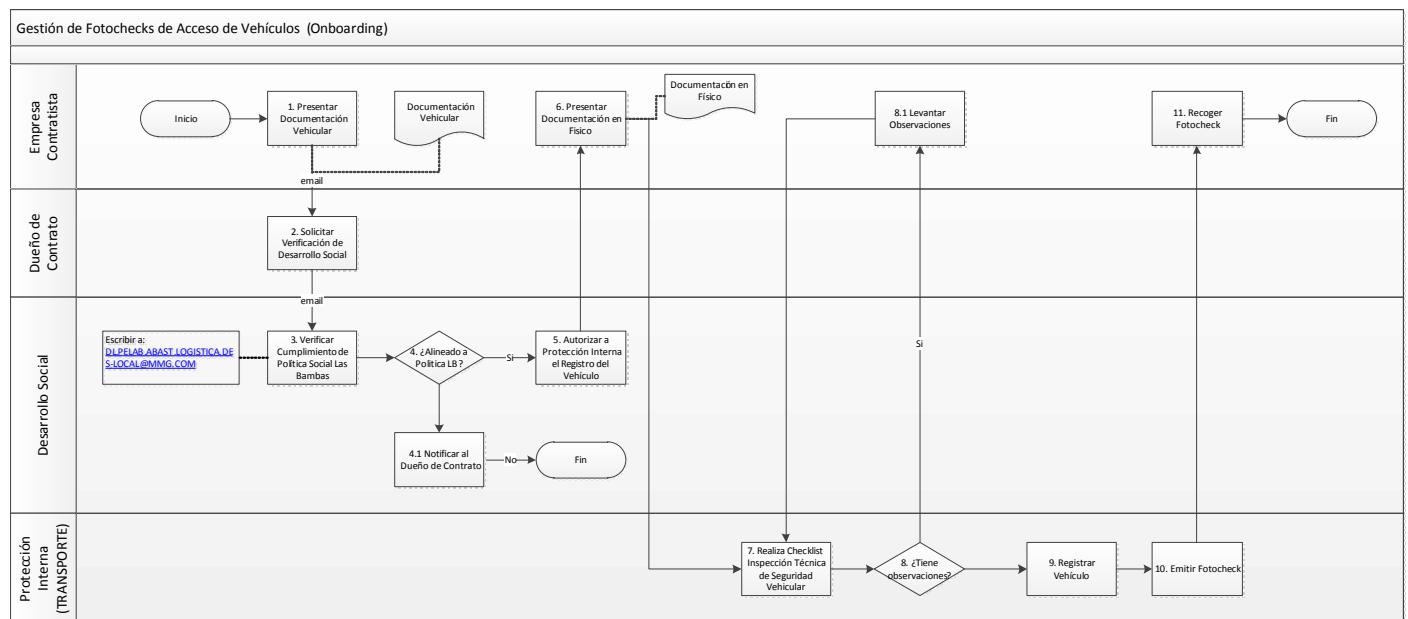 Gestión de Fotochecks de Acceso de Vehículos (Onboarding)
Empresa
Contratista
Inicio
1. Presentar
Documentación
Vehicular
Documentación
Vehicular
6. Presentar
Documentación en
Fisico
Documentación en
Físico
8.1 Levantar
Observaciones
11. Recoger
Fotocheck
Fin
email
Dueño de
Contrato
2. Solicitar
Verificación de
Desarrollo Social
email
Desarrollo Social
Escribir a:
DLPELAB.ABAST.LOGISTICA.DE
S-LOCAL@MMG.COM
3. Verificar
Cumplimiento de
Política Social Las
Bambas
4. ¿Alineado a
Politica LB?
Si
5. Autorizar a
Protección Interna
el Registro del
Vehículo
Si
4.1 Notificar al
Dueño de Contrato
No
Fin
Protección
Interna
(TRANSPORTE)
7. Realiza Checklist
Inspección Técnica
de Seguridad
Vehicular
8. ¿Tiene
observaciones?
9. Registrar
Vehículo
10. Emitir Fotocheck